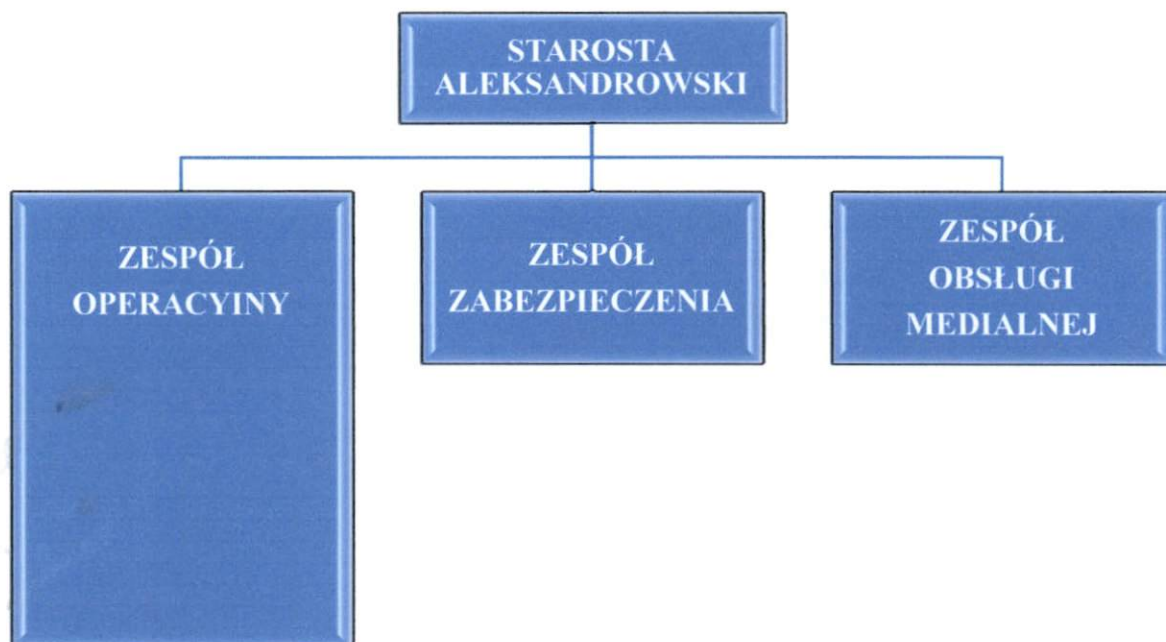 STAROSTA
ALEKSANDROWSKI
ZESPÓŁ
OPERACYINY
ZESPÓŁ
ZABEZPIECZENIA
ZESPÓŁ
OBSŁUGI
MEDIALNEJ